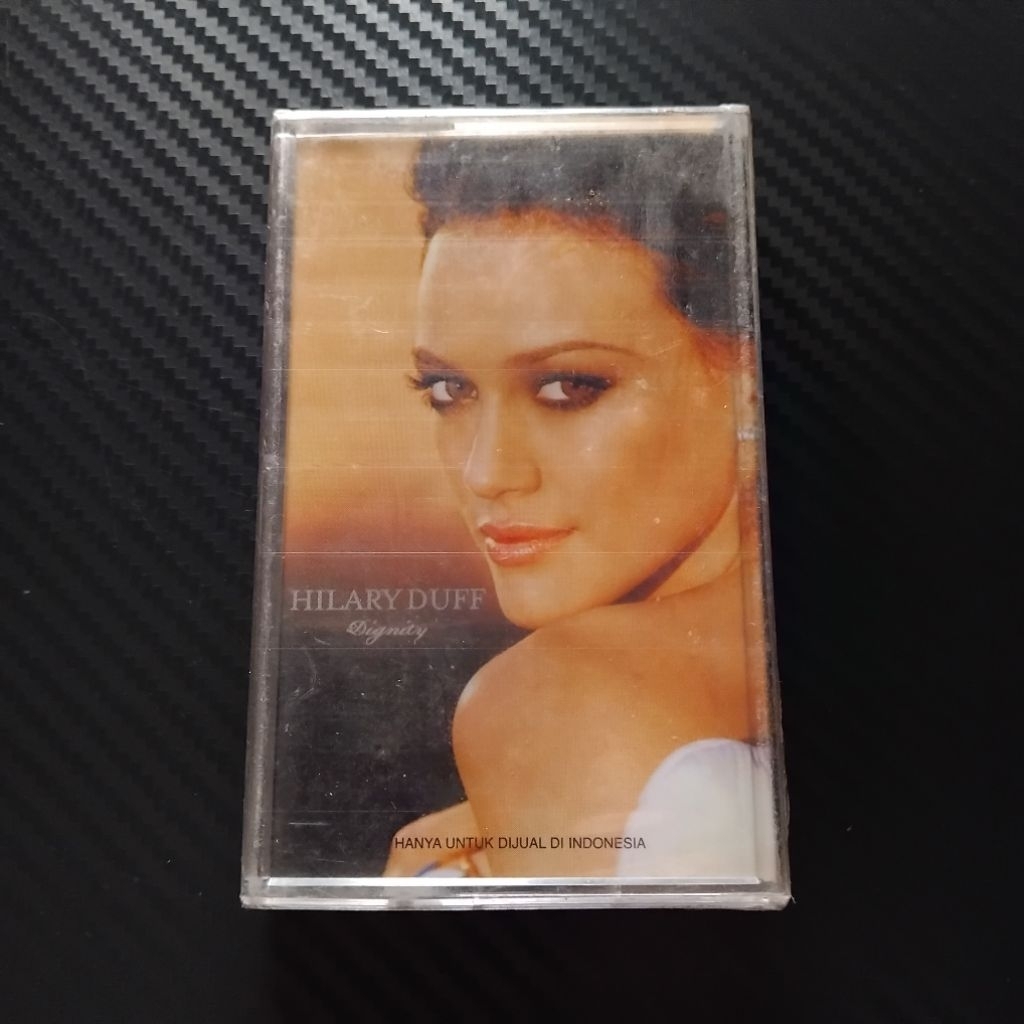 HILARY DUFF
Dignity
HANYA UNTUK DIJUAL DI INDONESIA